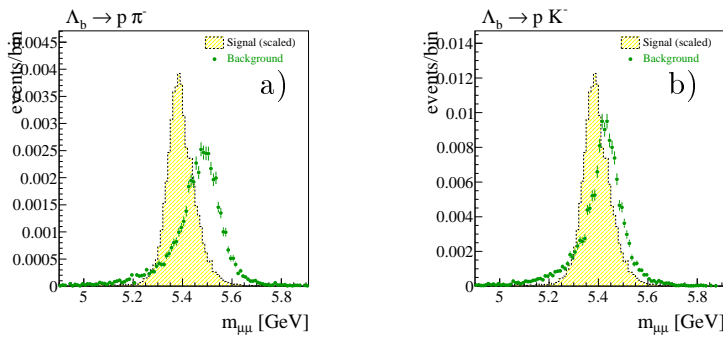 Λb → p π-
events/bin
0.0045
0.004
0.0035
0.003
0.0025
0.002
0.0015
0.001
0.0005
0
Signal (scaled)
Background
a)
5
5.2
5.4
5.6
5.8
mμμ [GeV]
Λb → p K-
events/bin
0.014
0.012
0.01
0.008
0.006
0.004
0.002
0
Signal (scaled)
Background
b)
5
5.2
5.4
5.6
5.8
mμμ [GeV]